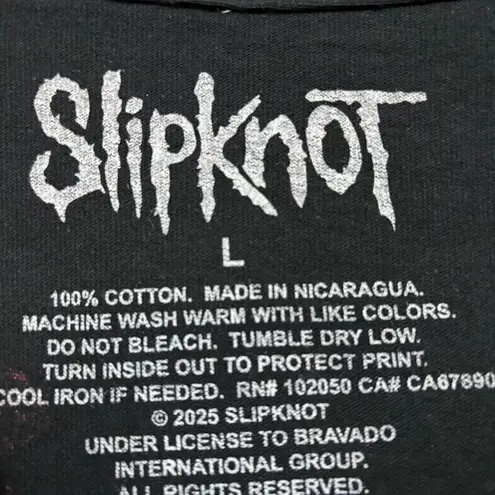 Slipknot
L
100% COTTON. MADE IN NICARAGUA.
MACHINE WASH WARM WITH LIKE COLORS.
DO NOT BLEACH. TUMBLE DRY LOW.
TURN INSIDE OUT TO PROTECT PRINT.
COOL IRON IF NEEDED. RN# 102050 CA# CA67890
© 2025 SLIPKNOT
UNDER LICENSE TO BRAVADO
INTERNATIONAL GROUP.
ALL RIGHTS RESERVED.